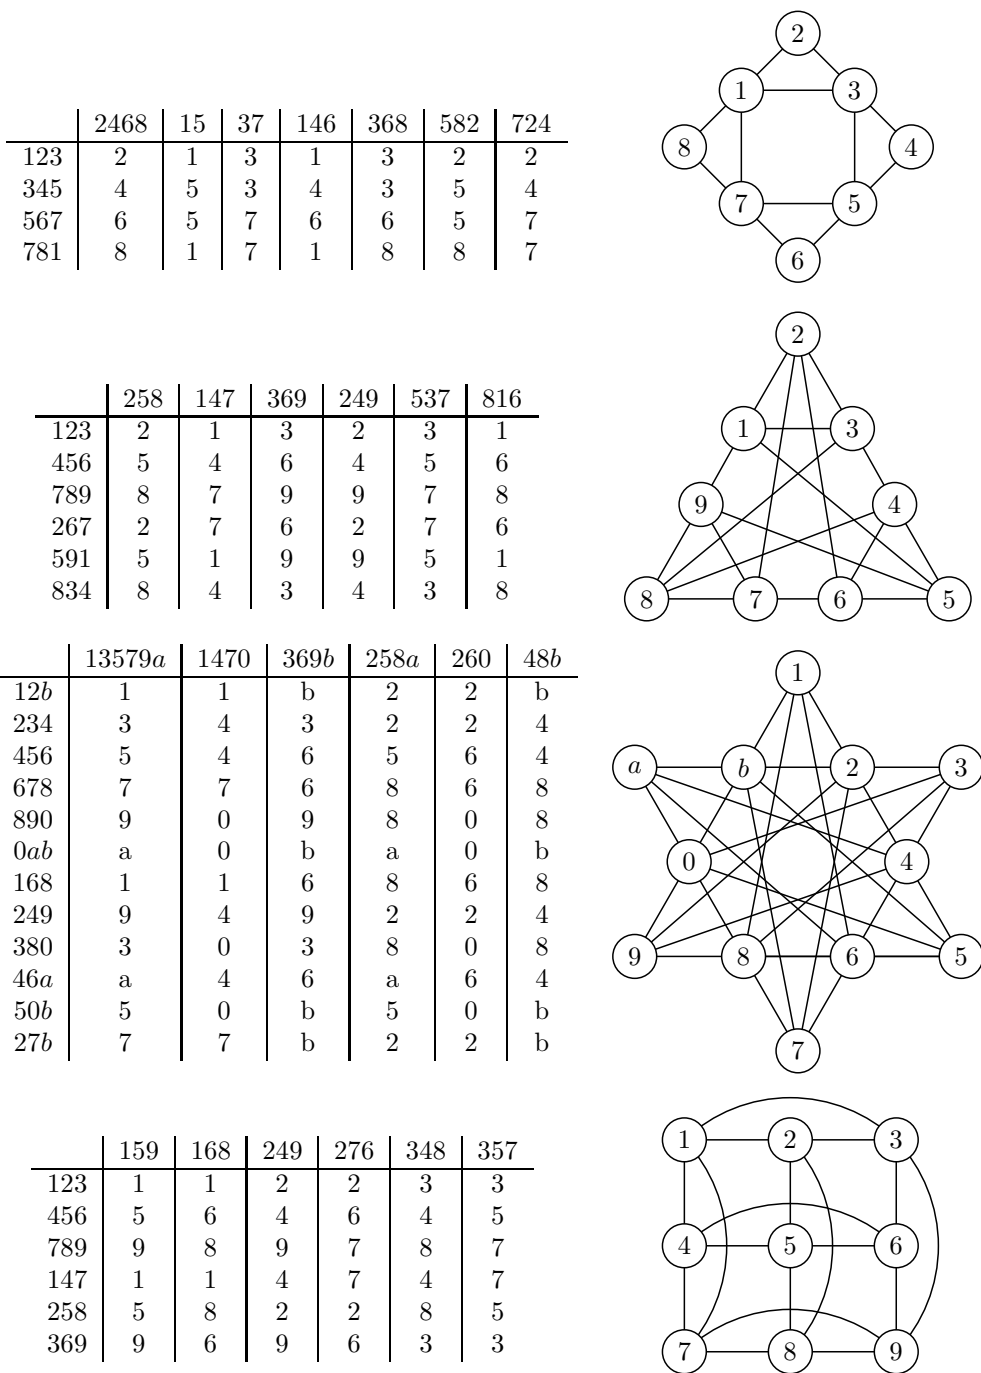 2468 15 37 146 368 582 724
123 2 1 3 1 3 2 2
345 4 5 3 4 3 5 4
567 6 5 7 6 6 5 7
781 8 1 7 1 8 8 7
2
1 3
8 4
7 5
6
258 147 369 249 537 816
123 2 1 3 2 3 1
456 5 4 6 4 5 6
789 8 7 9 9 7 8
267 2 7 6 2 7 6
591 5 1 9 9 5 1
834 8 4 3 4 3 8
2
1 3
9 4
8 7 6 5
13579a 1470 369b 258a 260 48b
12b 1 1 b 2 2 b
234 3 4 3 2 2 4
456 5 4 6 5 6 4
678 7 7 6 8 6 8
890 9 0 9 8 0 8
0ab a 0 b a 0 b
168 1 1 6 8 6 8
249 9 4 9 2 2 4
380 3 0 3 8 0 8
46a a 4 6 a 6 4
50b 5 0 b 5 0 b
27b 7 7 b 2 2 b
1
a b 2 3
0 4
9 8 6 5
7
159 168 249 276 348 357
123 1 1 2 2 3 3
456 5 6 4 6 4 5
789 9 8 9 7 8 7
147 1 1 4 7 4 7
258 5 8 2 2 8 5
369 9 6 9 6 3 3
1 2 3
4 5 6
7 8 9